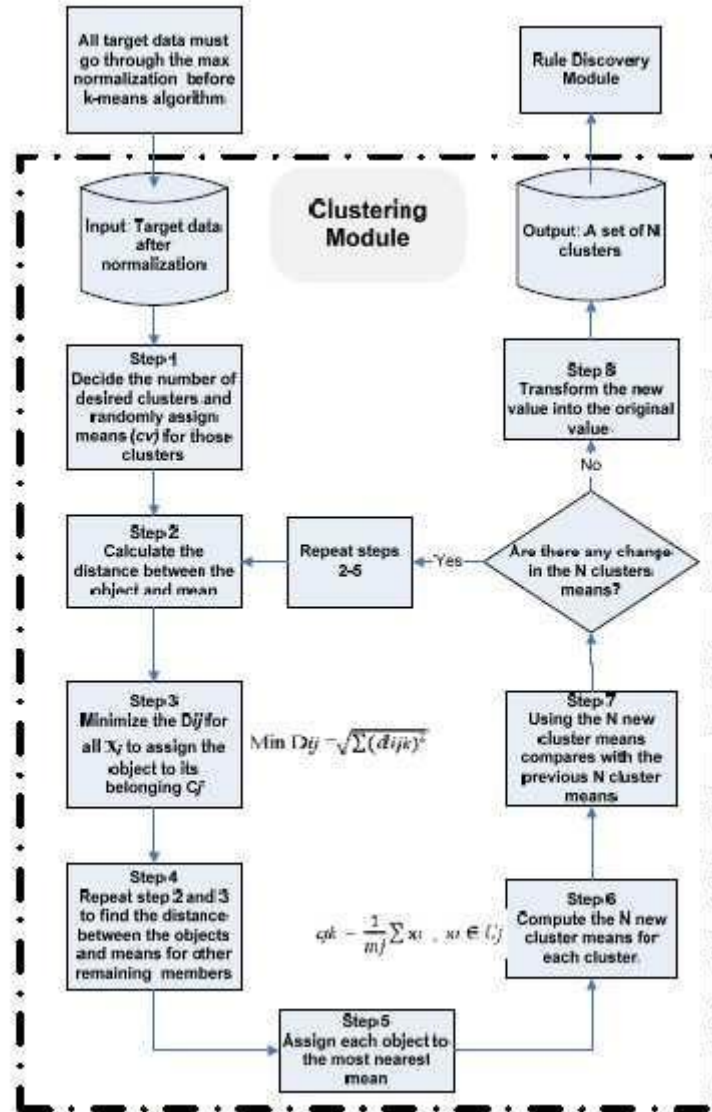 All target data must
go through the max
normalization before
k-means algorithm
Rule Discovery
Module
Clustering
Module
Input: Target data
after
normalization
Output: A set of N
clusters
Step 1
Decide the number of
desired clusters and
randomly assign
means (cv) for those
clusters
Step 8
Transform the new
value into the original
value
No
Step 2
Calculate the
distance between the
object and mean
Repeat steps
2-5
Yes
Are there any change
in the N clusters
means?
Step 3
Minimize the Dij for
all Xi to assign the
object to its
belonging Cj
Min Dij = √∑(dijk)²
Step 7
Using the N new
cluster means
compares with the
previous N cluster
means
Step 4
Repeat step 2 and 3
to find the distance
between the objects
and means for other
remaining members
cjk = 1/mj ∑ xi , xi ∈ Cj
Step 6
Compute the N new
cluster means for
each cluster.
Step 5
Assign each object to
the most nearest
mean